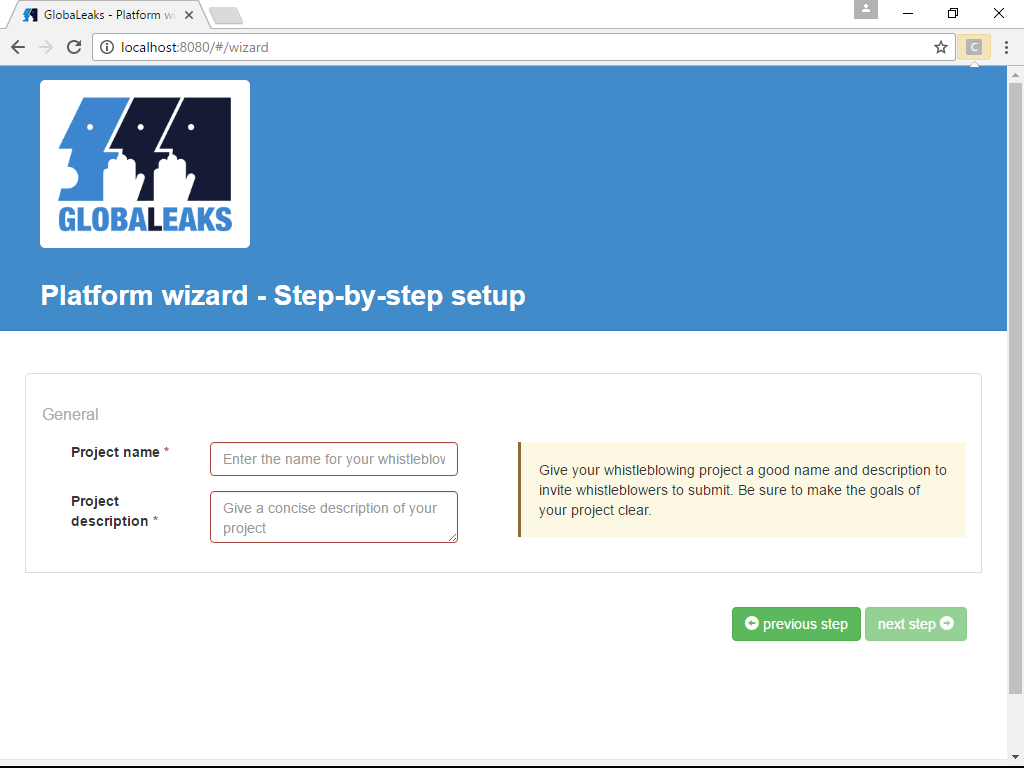 GlobaLeaks - Platform wi
localhost:8080/#/wizard
C
GLOBALEAKS
Platform wizard - Step-by-step setup
General
Project name *
Enter the name for your whistleblow
Project
description *
Give a concise description of your
project
Give your whistleblowing project a good name and description to
invite whistleblowers to submit. Be sure to make the goals of
your project clear.
previous step
next step